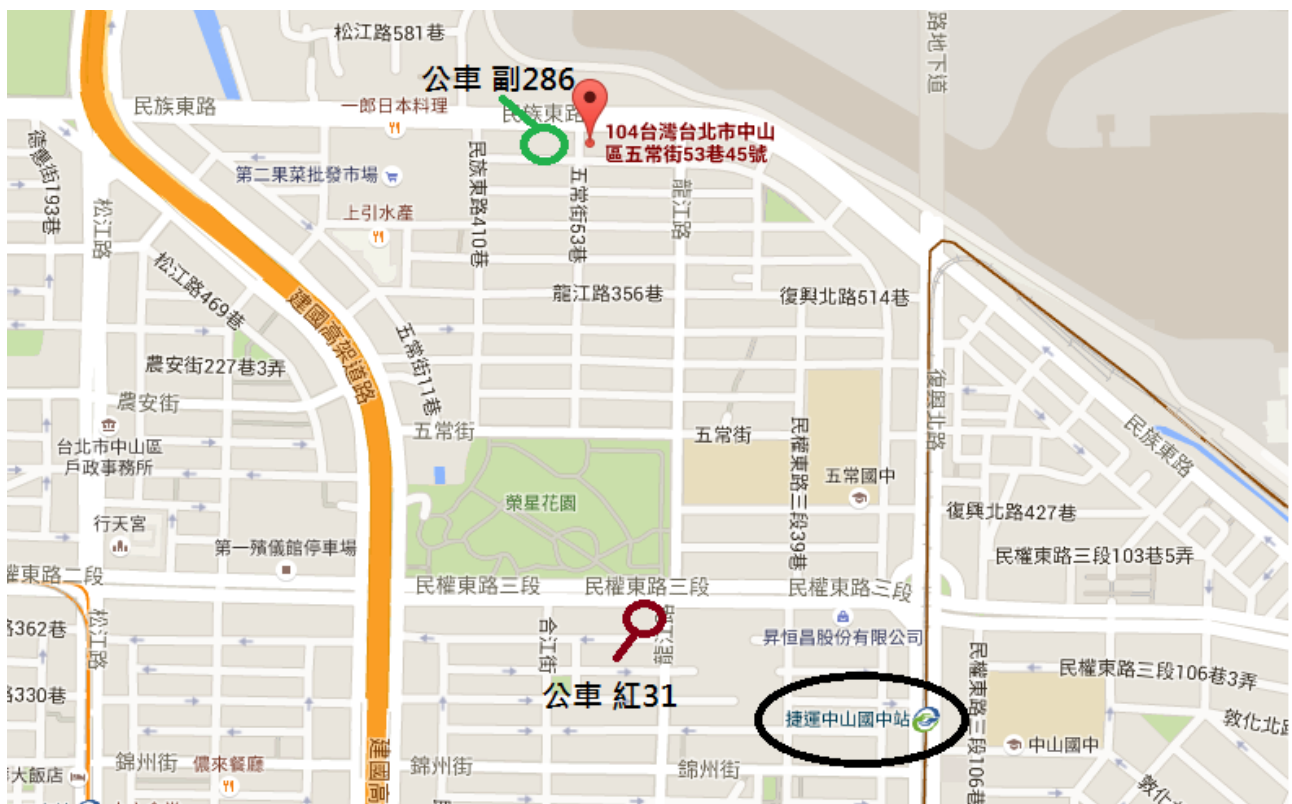 松江路581巷
路地下道
公車 副286
民族東路
一郎日本料理
民族東路
104台灣台北市中山
區五常街53巷45號
德惠街193巷
第二果菜批發市場
民族東路410巷
五常街53巷
龍江路
松江路
上引水產
松江路469巷
建國高架道路
龍江路356巷
復興北路514巷
五常街11巷
農安街227巷3弄
農安街
復興北路
民族東路
台北市中山區
戶政事務所
五常街
五常街
民權東路三段39巷
五常國中
榮星花園
復興北路427巷
行天宮
第一殯儀館停車場
民權東路三段103巷5弄
權東路二段
民權東路三段
民權東路三段
民權東路三段
362巷
松江路
合江街
龍江
昇恒昌股份有限公司
民權東路三段106巷
民權東路三段106巷3弄
330巷
公車 紅31
捷運中山國中站
敦化北路
中山國中
錦州街
儂來餐廳
建國高
錦州街
錦州街
大飯店
敦化